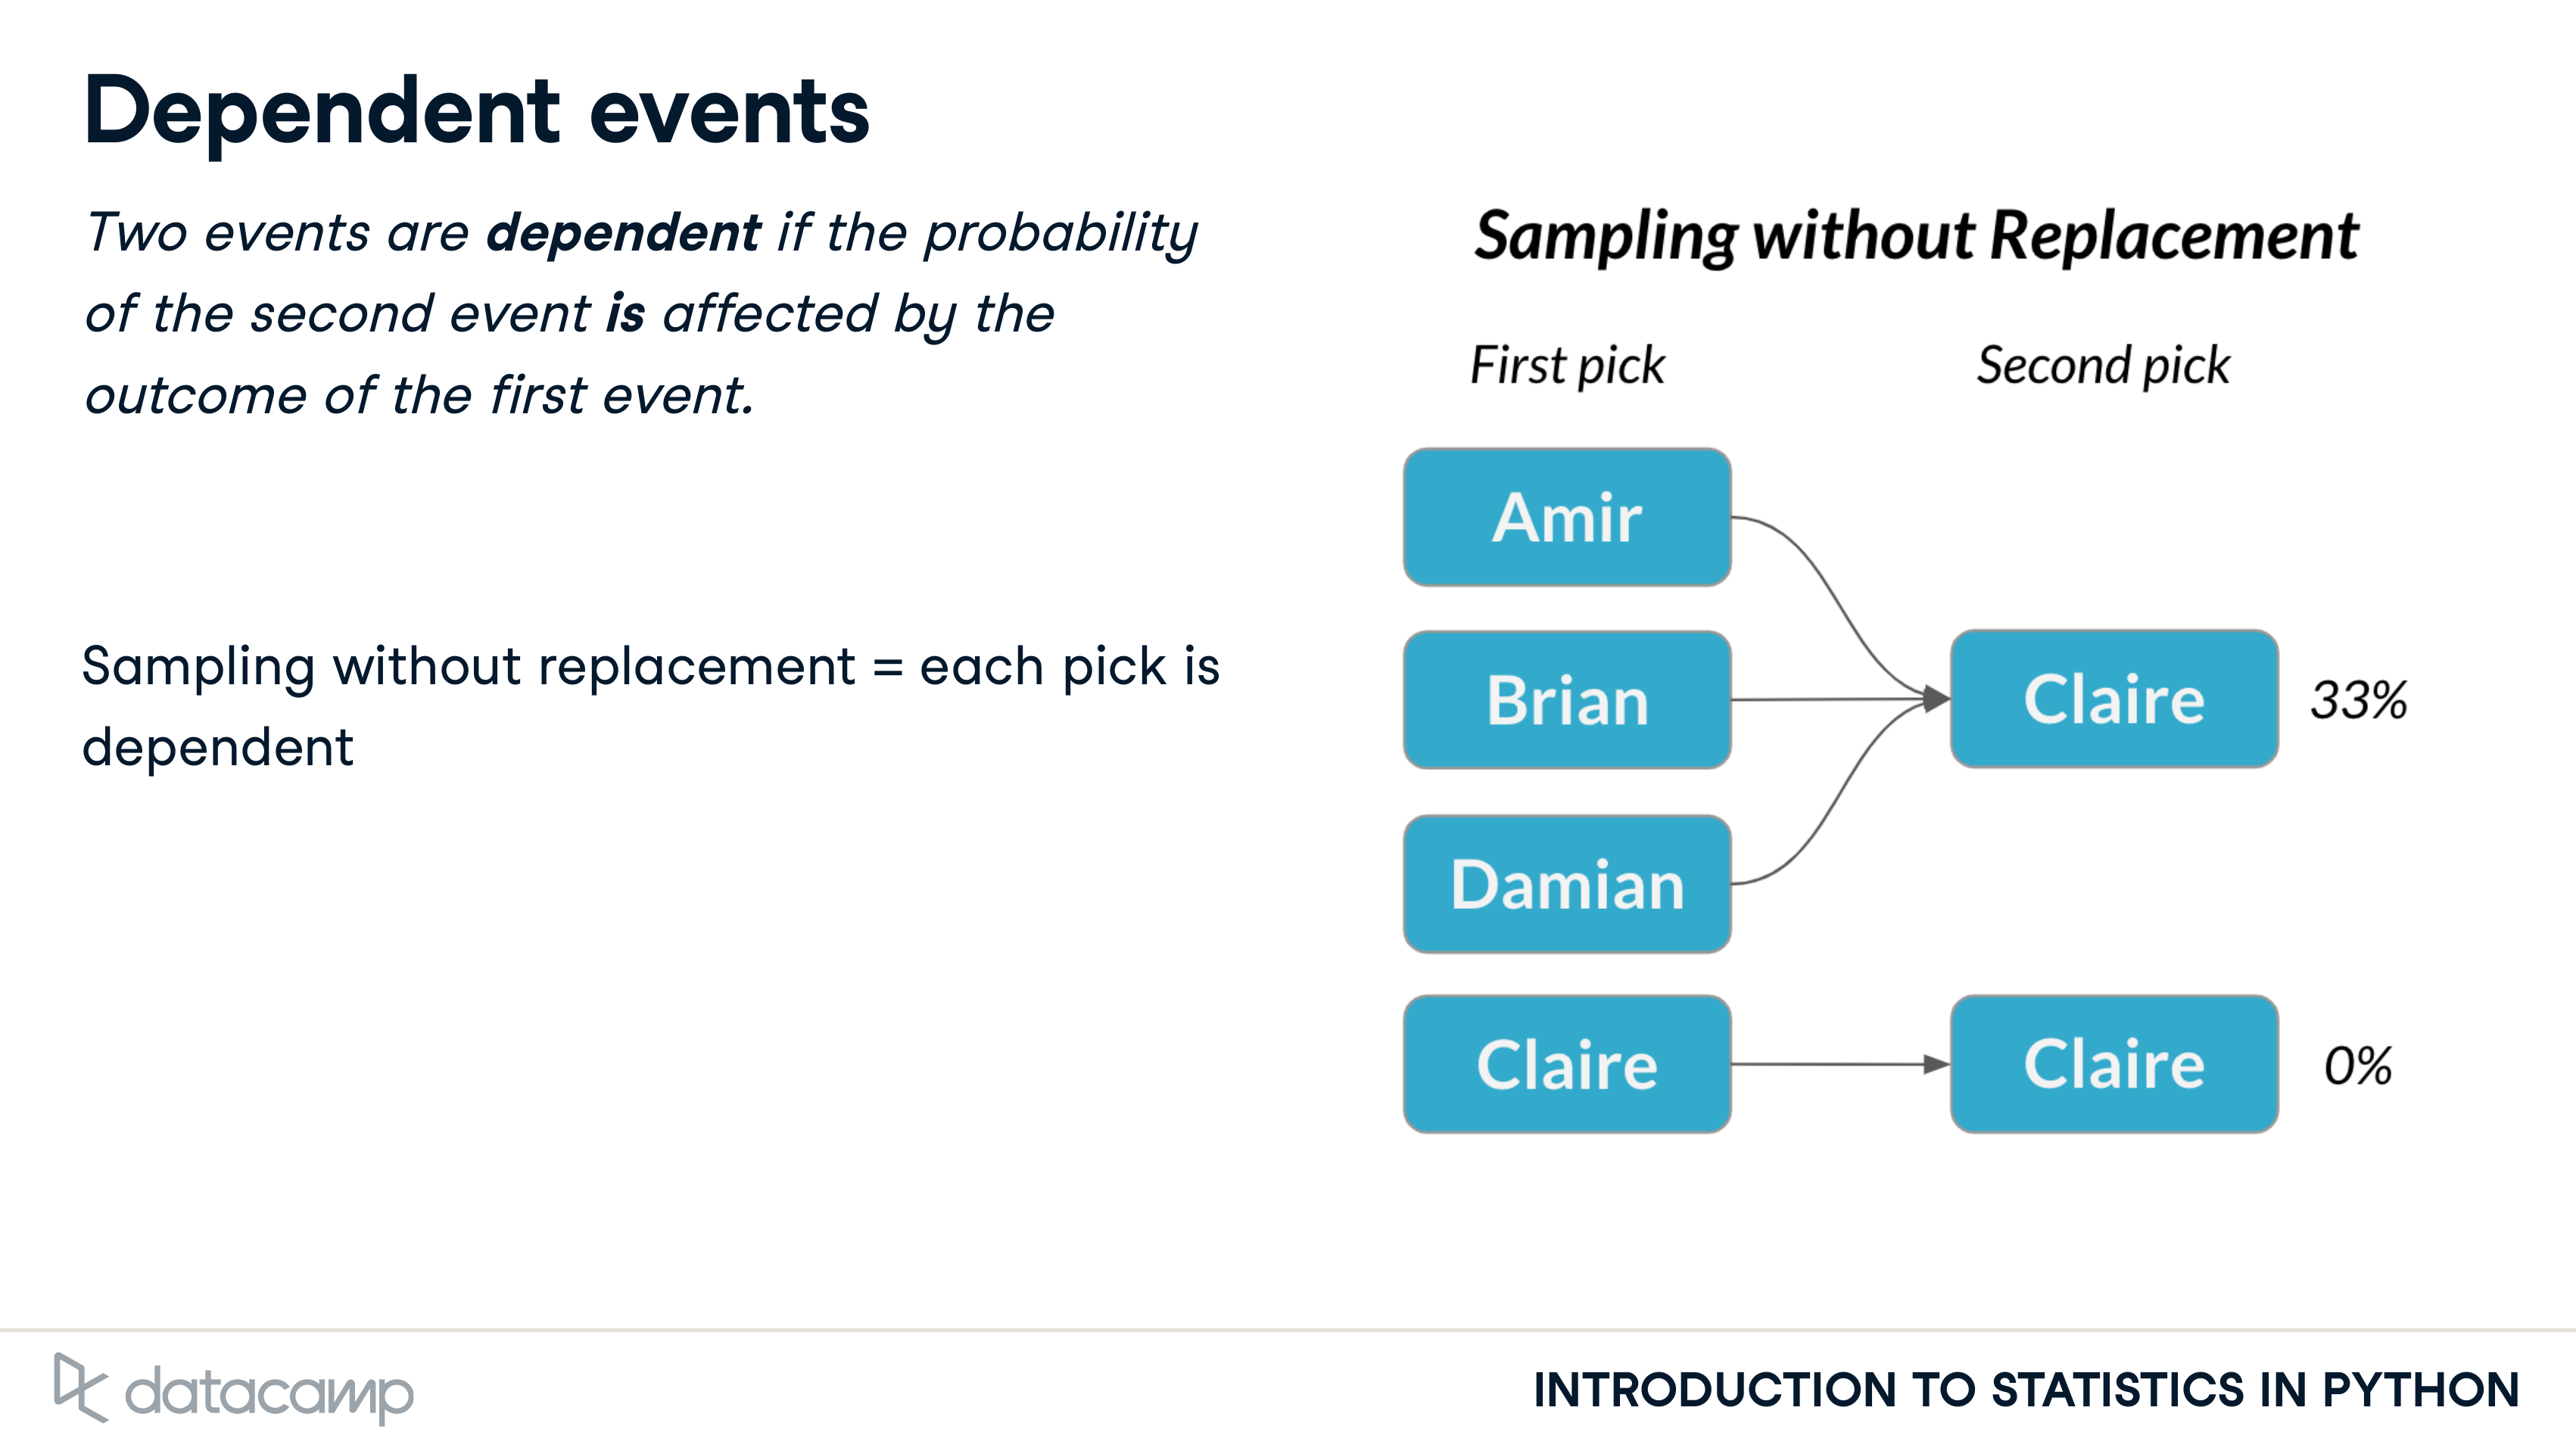 Dependent events
Two events are dependent if the probability
of the second event is affected by the
outcome of the first event.
Sampling without replacement = each pick is
dependent
Sampling without Replacement
First pick
Second pick
Amir
Brian
Damian
Claire
33%
Claire
Claire
0%
datacamp
INTRODUCTION TO STATISTICS IN PYTHON